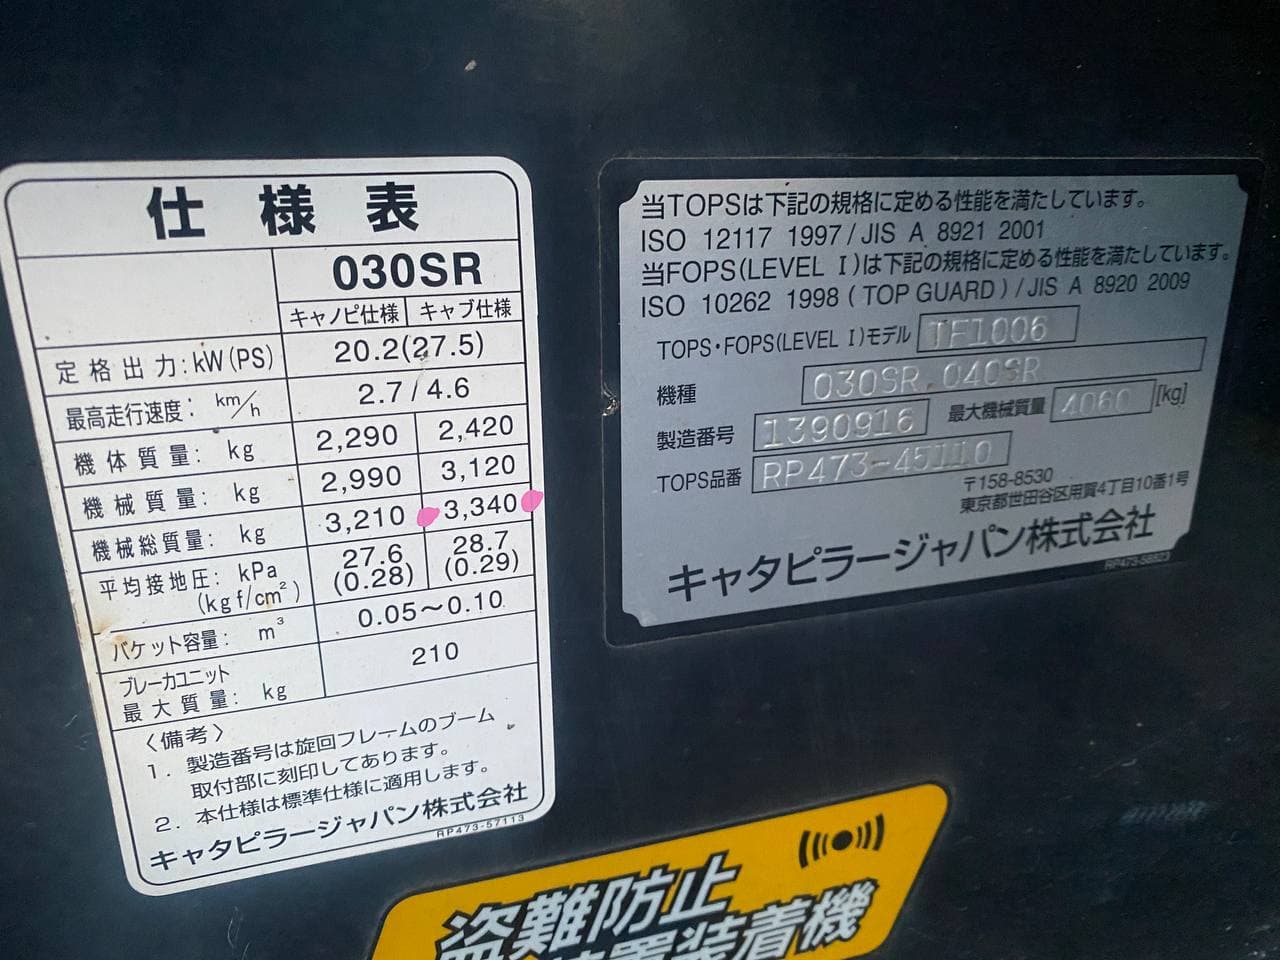 仕様表
030SR
キャノピ仕様 キャブ仕様
定格出力:kW(PS) 20.2(27.5)
最高走行速度: km/h 2.7/4.6
機体質量: kg 2,290 2,420
機械質量: kg 2,990 3,120
機械総質量: kg 3,210 3,340
平均接地圧: kPa (kgf/cm²) 27.6 (0.28) 28.7 (0.29)
バケット容量: m³ 0.05～0.10
ブレーカユニット
最大質量: kg 210
〈備考〉
1. 製造番号は旋回フレームのブーム
取付部に刻印してあります。
2. 本仕様は標準仕様に適用します。
キャタピラージャパン株式会社
RP473-57113
当TOPSは下記の規格に定める性能を満たしています。
ISO 12117 1997/JIS A 8921 2001
当FOPS(LEVEL I)は下記の規格に定める性能を満たしています。
ISO 10262 1998(TOP GUARD)/JIS A 8920 2009
TOPS・FOPS(LEVEL I)モデル TF1006
機種 030SR 040SR
製造番号 1390916 最大機械質量 4060 [kg]
TOPS品番 RP473-45110
〒158-8530
東京都世田谷区用賀4丁目10番1号
キャタピラージャパン株式会社
盗難防止
装置装着機